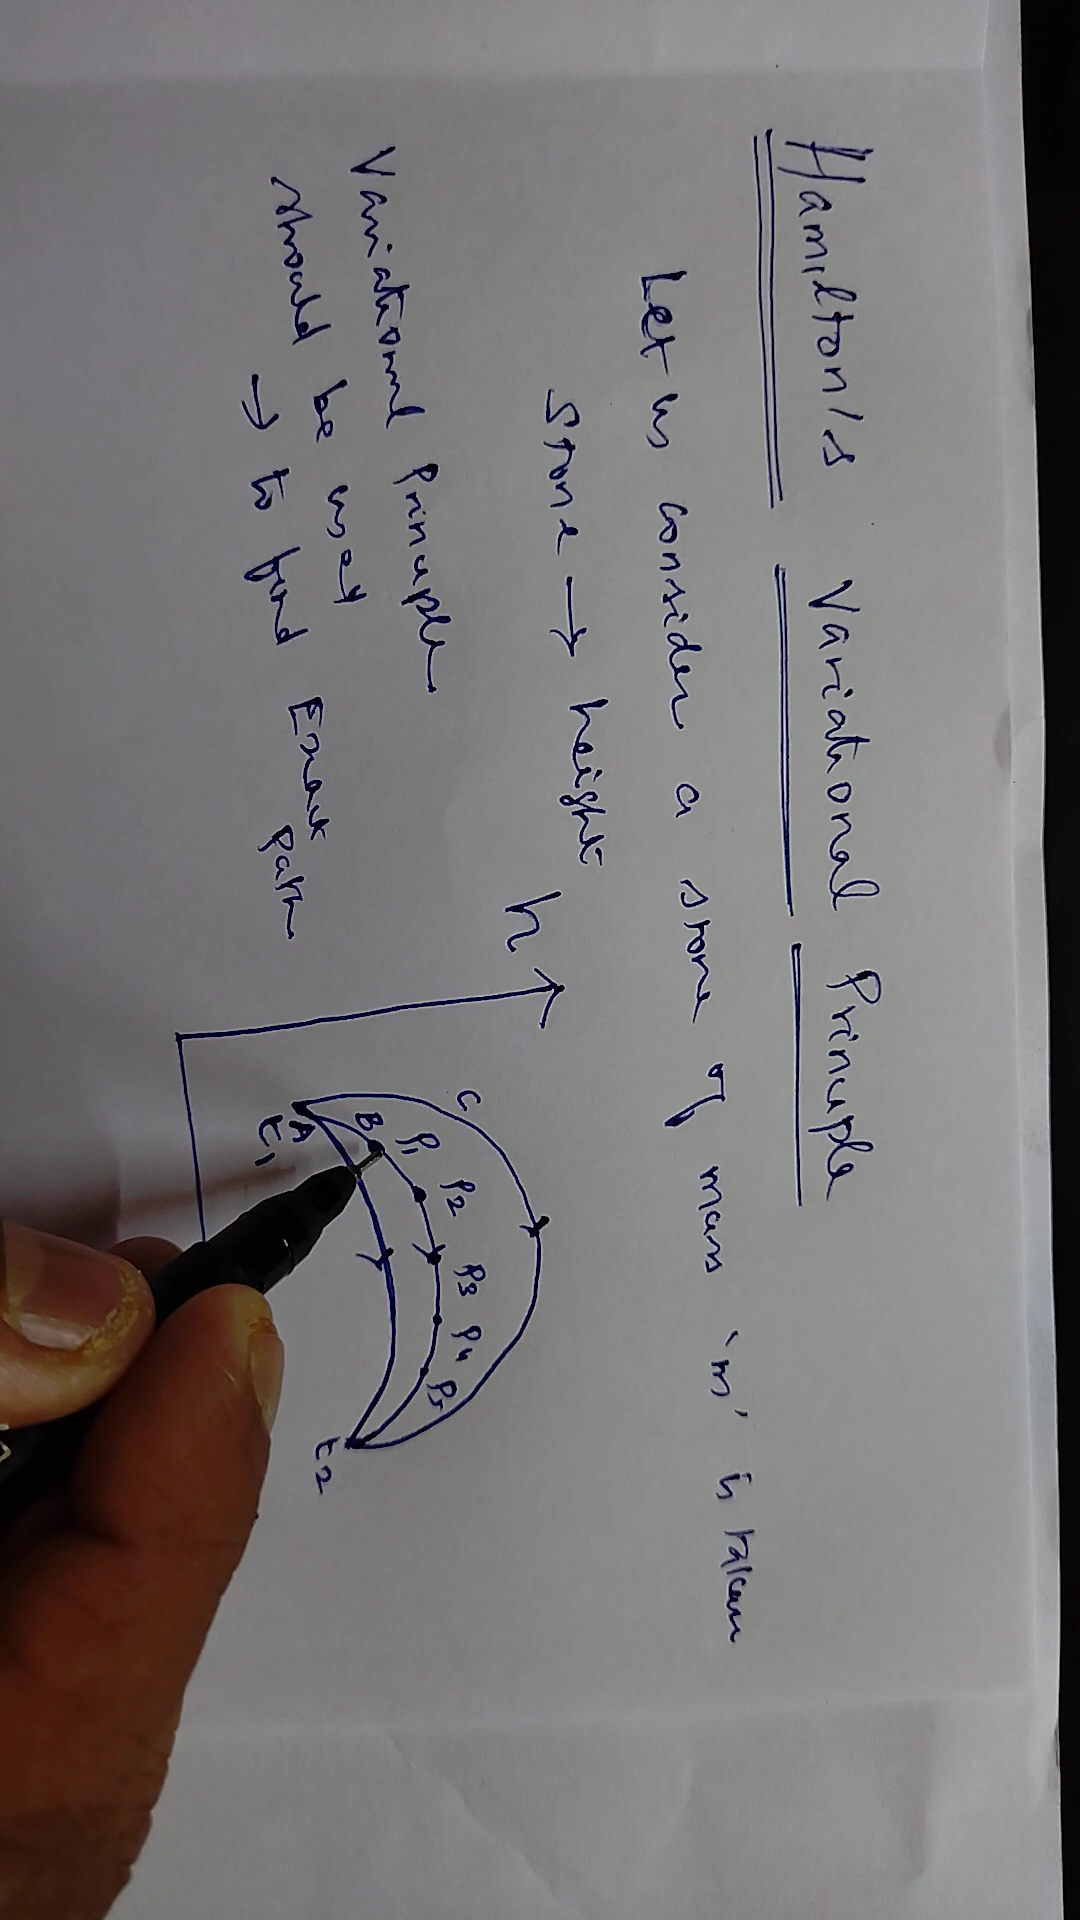 Hamilton's Variational Principle
Let us consider a stone of mass 'm' is taken
Stone → height
Variational Principle
should be used
→ to find Exact Path
h
C
B
P1 P2 P3 P4 P5
A
t1
t2